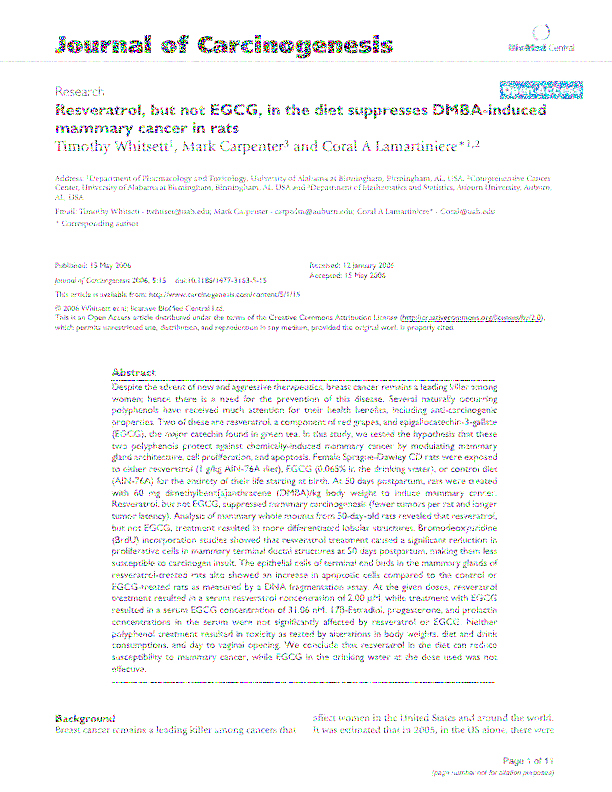 Journal of Carcinogenesis
BioMed Central
Research
Open Access
Resveratrol, but not EGCG, in the diet suppresses DMBA-induced
mammary cancer in rats
Timothy Whitsett¹, Mark Carpenter³ and Coral A Lamartiniere*¹,²
Address: ¹Department of Pharmacology and Toxicology, University of Alabama at Birmingham, Birmingham, AL, USA, ²Comprehensive Cancer
Center, University of Alabama at Birmingham, Birmingham, AL, USA and ³Department of Mathematics and Statistics, Auburn University, Auburn,
AL, USA
Email: Timothy Whitsett - twhitset@uab.edu; Mark Carpenter - carpedm@auburn.edu; Coral A Lamartiniere* - Coral@uab.edu
* Corresponding author
Published: 15 May 2006
Received: 12 January 2006
Accepted: 15 May 2006
Journal of Carcinogenesis 2006, 5:15 doi:10.1186/1477-3163-5-15
This article is available from: http://www.carcinogenesis.com/content/5/1/15
© 2006 Whitsett et al; licensee BioMed Central Ltd.
This is an Open Access article distributed under the terms of the Creative Commons Attribution License (http://creativecommons.org/licenses/by/2.0),
which permits unrestricted use, distribution, and reproduction in any medium, provided the original work is properly cited.
Abstract
Despite the advent of new and aggressive therapeutics, breast cancer remains a leading killer among
women; hence there is a need for the prevention of this disease. Several naturally occurring
polyphenols have received much attention for their health benefits, including anti-carcinogenic
properties. Two of these are resveratrol, a component of red grapes, and epigallocatechin-3-gallate
(EGCG), the major catechin found in green tea. In this study, we tested the hypothesis that these
two polyphenols protect against chemically-induced mammary cancer by modulating mammary
gland architecture, cell proliferation, and apoptosis. Female Sprague-Dawley CD rats were exposed
to either resveratrol (1 g/kg AIN-76A diet), EGCG (0.065% in the drinking water), or control diet
(AIN-76A) for the entirety of their life starting at birth. At 50 days postpartum, rats were treated
with 60 mg dimethylbenz[a]anthracene (DMBA)/kg body weight to induce mammary cancer.
Resveratrol, but not EGCG, suppressed mammary carcinogenesis (fewer tumors per rat and longer
tumor latency). Analysis of mammary whole mounts from 50-day-old rats revealed that resveratrol,
but not EGCG, treatment resulted in more differentiated lobular structures. Bromodeoxyuridine
(BrdU) incorporation studies showed that resveratrol treatment caused a significant reduction in
proliferative cells in mammary terminal ductal structures at 50 days postpartum, making them less
susceptible to carcinogen insult. The epithelial cells of terminal end buds in the mammary glands of
resveratrol-treated rats also showed an increase in apoptotic cells compared to the control or
EGCG-treated rats as measured by a DNA fragmentation assay. At the given doses, resveratrol
treatment resulted in a serum resveratrol concentration of 2.00 μM, while treatment with EGCG
resulted in a serum EGCG concentration of 31.06 nM. 17β-Estradiol, progesterone, and prolactin
concentrations in the serum were not significantly affected by resveratrol or EGCG. Neither
polyphenol treatment resulted in toxicity as tested by alterations in body weights, diet and drink
consumptions, and day to vaginal opening. We conclude that resveratrol in the diet can reduce
susceptibility to mammary cancer, while EGCG in the drinking water at the dose used was not
effective.
Background
Breast cancer remains a leading killer among cancers that
affect women in the United States and around the world.
It was estimated that in 2005, in the US alone, there were
Page 1 of 11
(page number not for citation purposes)